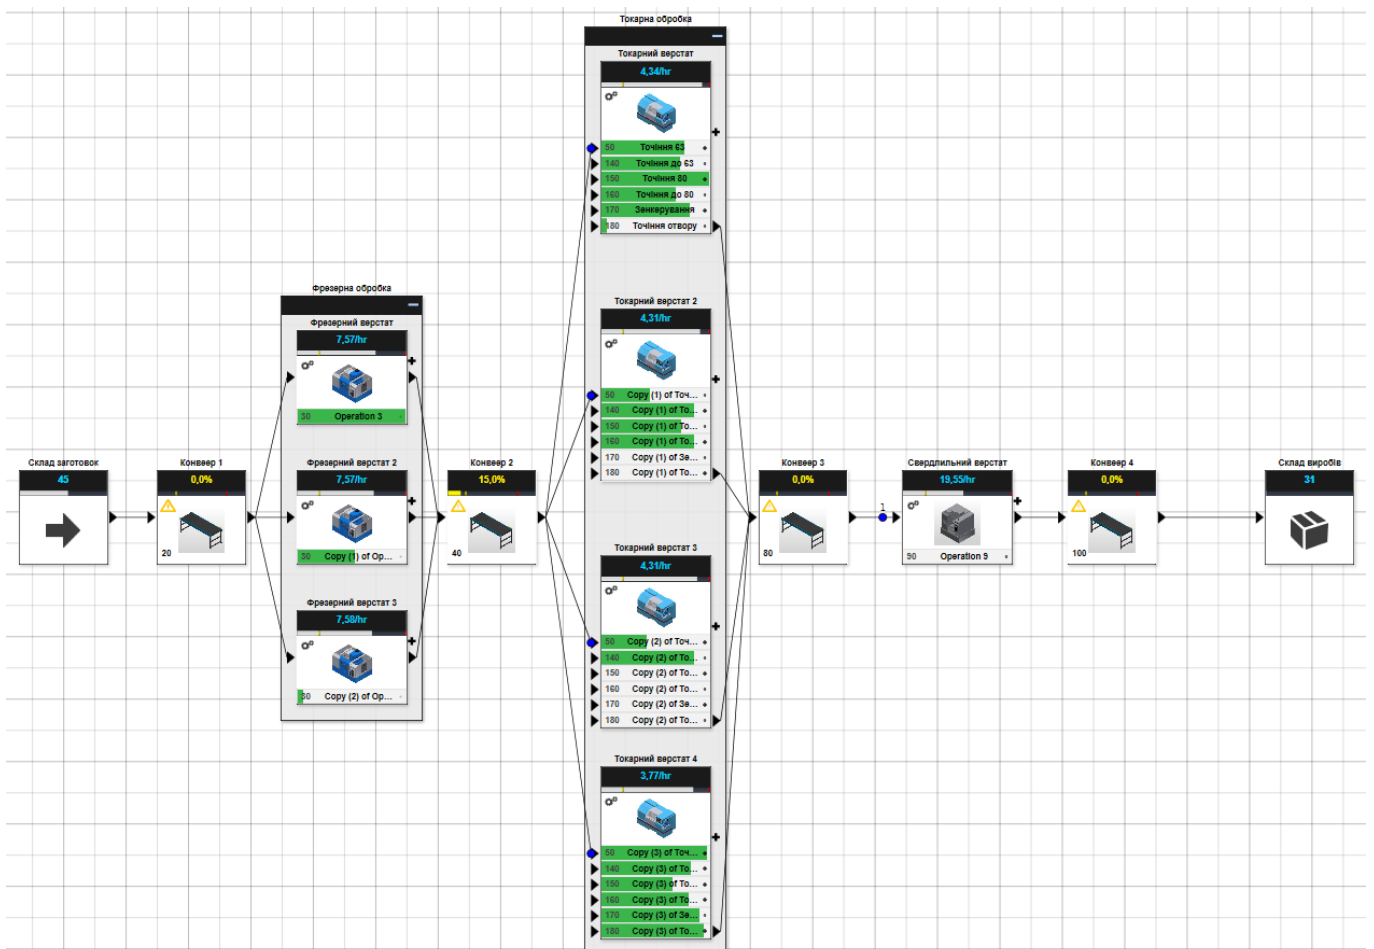 Токарна обробка
Токарний верстат
4,34/hr
50 Точіння 63
140 Точіння до 63
150 Точіння 80
160 Точіння до 80
170 Зенкерування
180 Точіння отвору
Токарний верстат 2
4,31/hr
50 Copy (1) of Точ...
140 Copy (1) of То...
150 Copy (1) of То...
160 Copy (1) of То...
170 Copy (1) of Зе...
180 Copy (1) of То...
Токарний верстат 3
4,31/hr
50 Copy (2) of Точ...
140 Copy (2) of То...
150 Copy (2) of То...
160 Copy (2) of То...
170 Copy (2) of Зе...
180 Copy (2) of То...
Токарний верстат 4
3,77/hr
50 Copy (3) of Точ...
140 Copy (3) of То...
150 Copy (3) of То...
160 Copy (3) of То...
170 Copy (3) of Зе...
180 Copy (3) of То...
Фрезерна обробка
Фрезерний верстат
7,57/hr
30 Operation 3
Фрезерний верстат 2
7,57/hr
30 Copy (1) of Op...
Фрезерний верстат 3
7,58/hr
30 Copy (2) of Op...
Склад заготовок
45
Конвеєр 1
0,0%
20
Конвеєр 2
15,0%
40
Конвеєр 3
0,0%
80
1
Свердлильний верстат
19,55/hr
90 Operation 9
Конвеєр 4
0,0%
100
Склад виробів
31